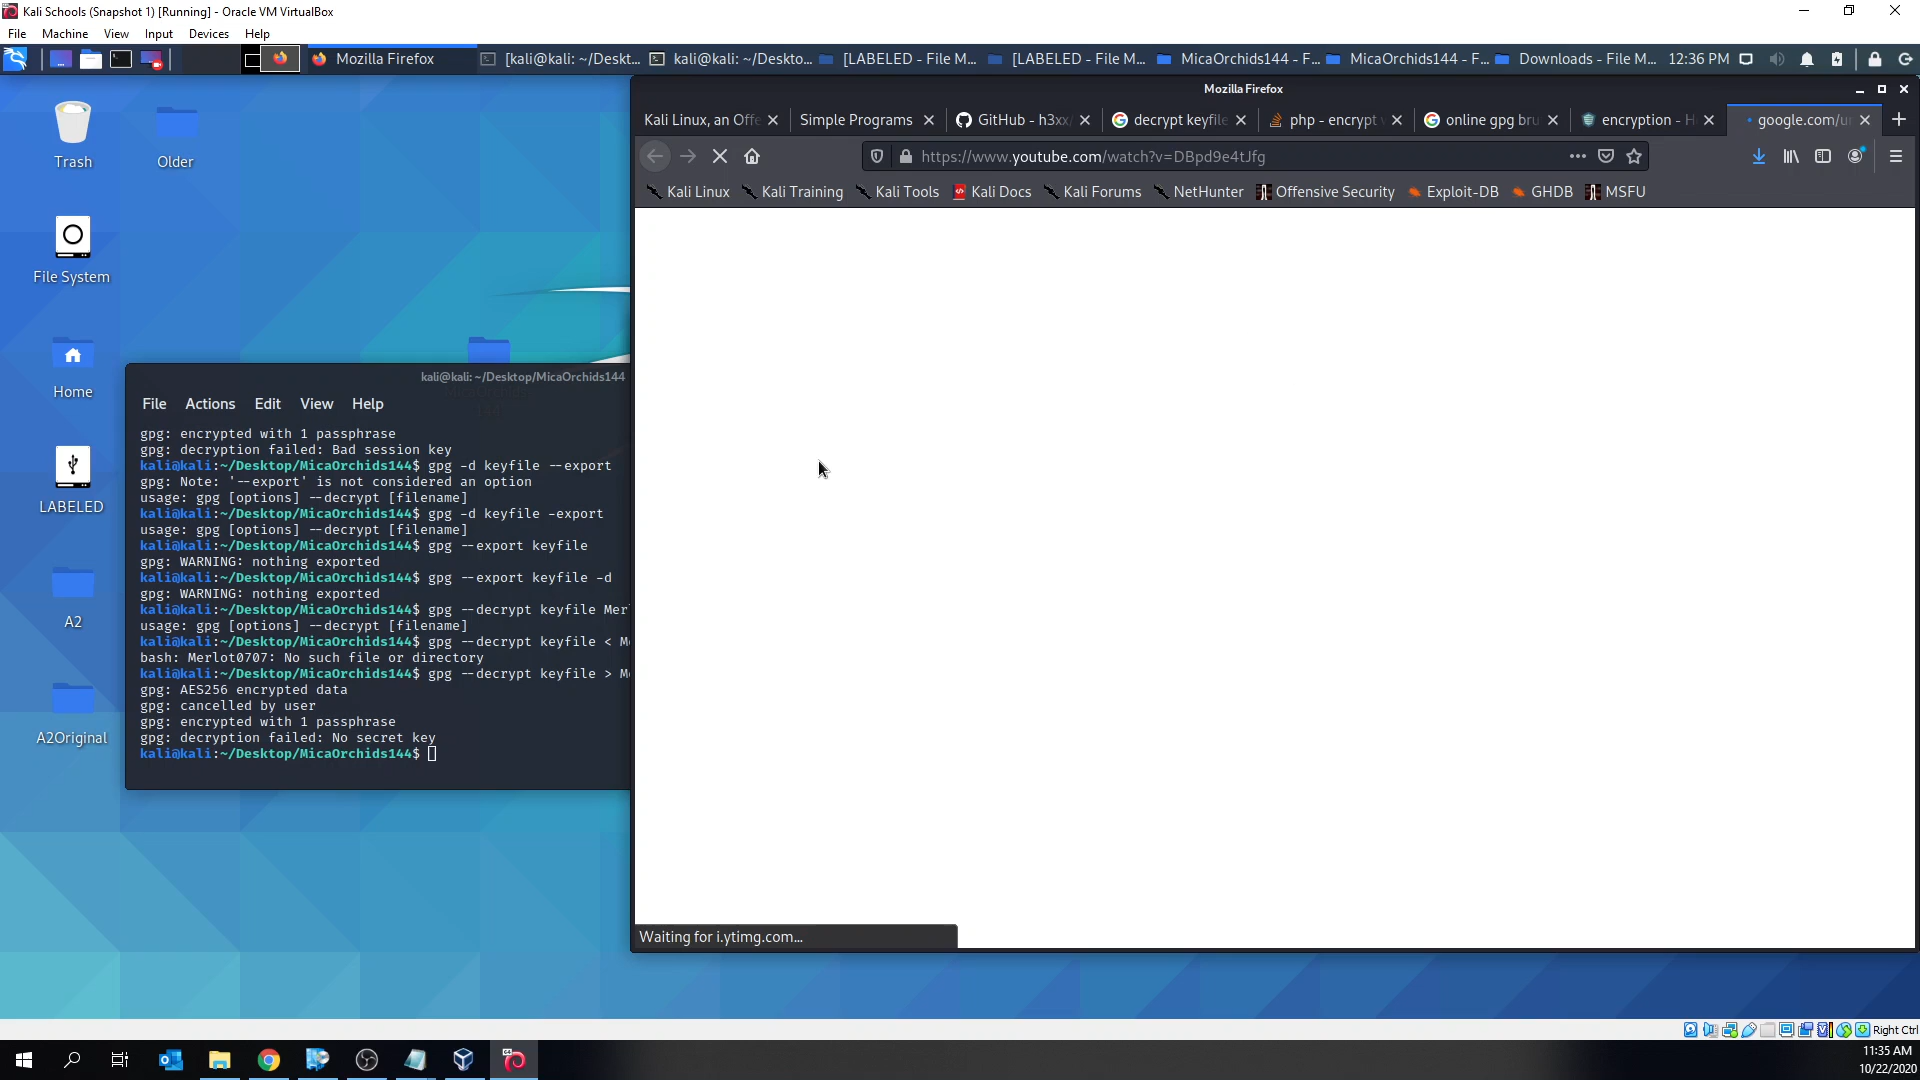 Kali Schools (Snapshot 1) [Running] - Oracle VM VirtualBox
File Machine View Input Devices Help
Mozilla Firefox [kali@kali: ~/Deskt... kali@kali: ~/Deskto... [LABELED - File M... [LABELED - File M... MicaOrchids144 - F... MicaOrchids144 - F... Downloads - File M... 12:36 PM
Mozilla Firefox
Kali Linux, an Offe Simple Programs GitHub - h3xx/ decrypt keyfile php - encrypt online gpg bru encryption - H google.com/ur
https://www.youtube.com/watch?v=DBpd9e4tJfg
Kali Linux Kali Training Kali Tools Kali Docs Kali Forums NetHunter Offensive Security Exploit-DB GHDB MSFU
Trash
Older
File System
Home
LABELED
A2
A2Original
kali@kali: ~/Desktop/MicaOrchids144
File Actions Edit View Help
gpg: encrypted with 1 passphrase
gpg: decryption failed: Bad session key
kali@kali:~/Desktop/MicaOrchids144$ gpg -d keyfile --export
gpg: Note: '--export' is not considered an option
usage: gpg [options] --decrypt [filename]
kali@kali:~/Desktop/MicaOrchids144$ gpg -d keyfile -export
usage: gpg [options] --decrypt [filename]
kali@kali:~/Desktop/MicaOrchids144$ gpg --export keyfile
gpg: WARNING: nothing exported
kali@kali:~/Desktop/MicaOrchids144$ gpg --export keyfile -d
gpg: WARNING: nothing exported
kali@kali:~/Desktop/MicaOrchids144$ gpg --decrypt keyfile Mer
usage: gpg [options] --decrypt [filename]
kali@kali:~/Desktop/MicaOrchids144$ gpg --decrypt keyfile < M
bash: Merlot0707: No such file or directory
kali@kali:~/Desktop/MicaOrchids144$ gpg --decrypt keyfile > M
gpg: AES256 encrypted data
gpg: cancelled by user
gpg: encrypted with 1 passphrase
gpg: decryption failed: No secret key
kali@kali:~/Desktop/MicaOrchids144$
Waiting for i.ytimg.com...
Right Ctrl
11:35 AM
10/22/2020